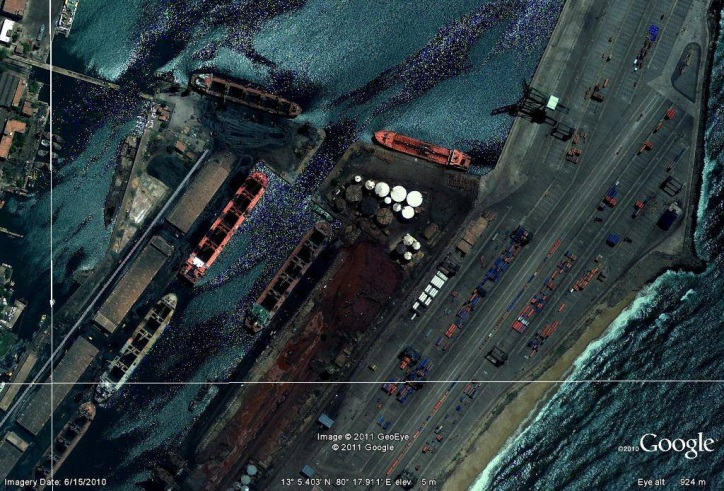 Image © 2011 GeoEye
© 2011 Google
©2010 Google
Imagery Date: 6/15/2010 13° 5.403' N 80° 17.911' E elev 5 m Eye alt 924 m